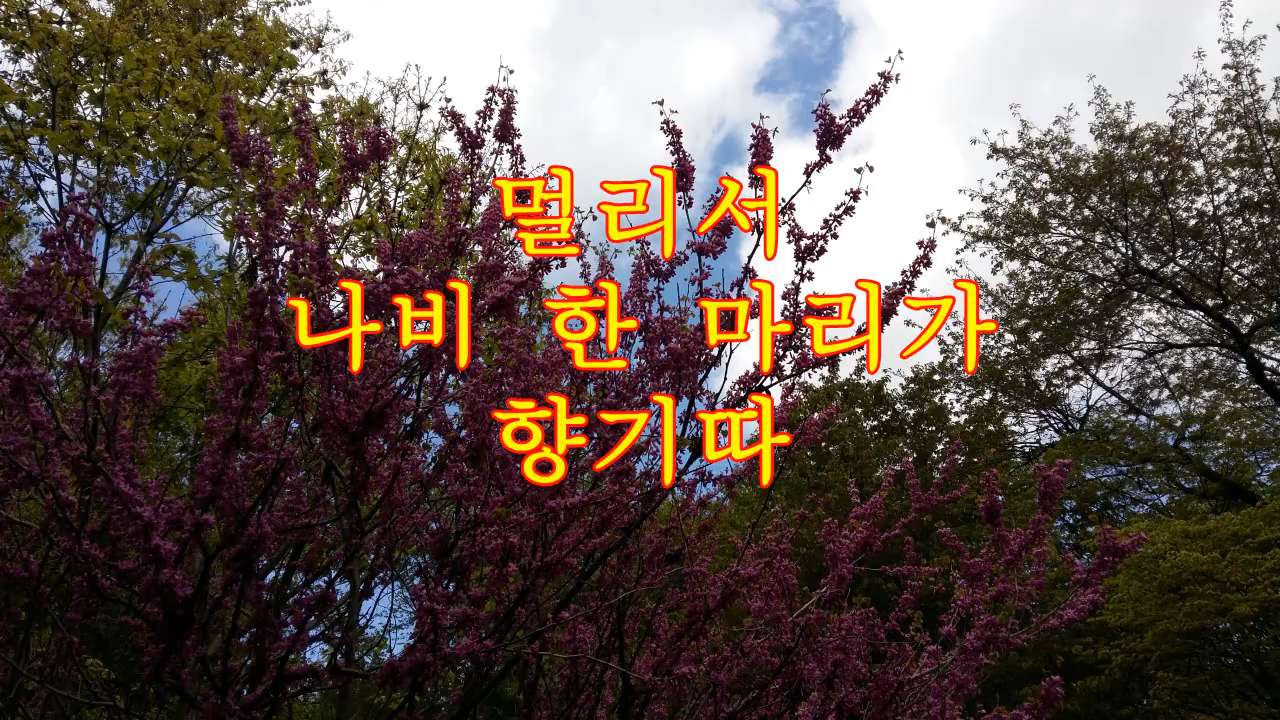 멀리서
나비 한 마리가
향기따